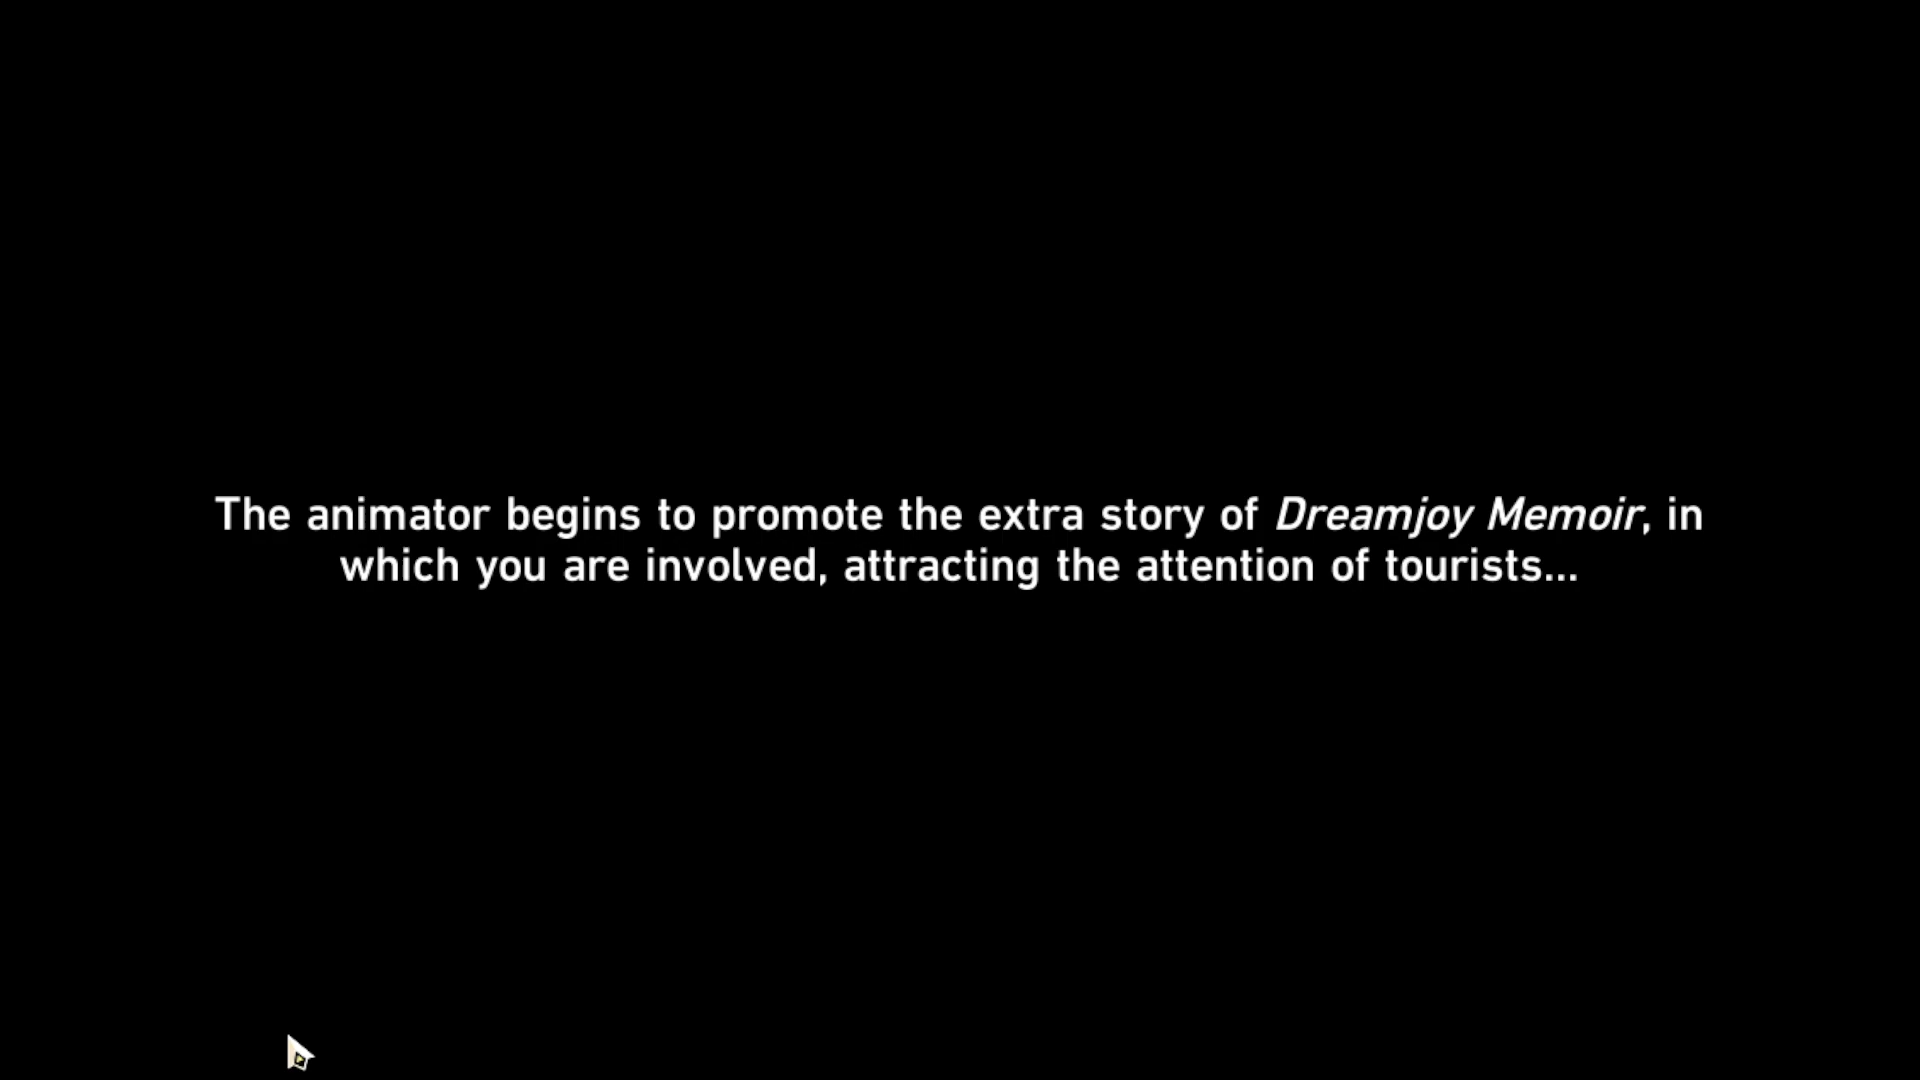 The animator begins to promote the extra story of Dreamjoy Memoir, in
which you are involved, attracting the attention of tourists...